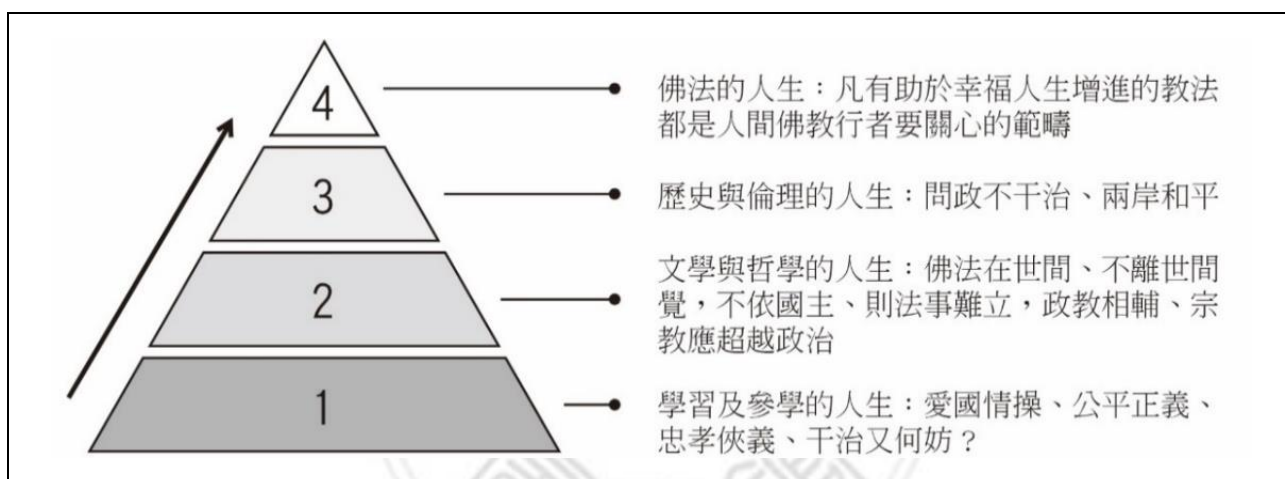 4
佛法的人生：凡有助於幸福人生增進的教法
都是人間佛教行者要關心的範疇
3
歷史與倫理的人生：問政不干治、兩岸和平
2
文學與哲學的人生：佛法在世間、不離世間
覺，不依國主、則法事難立，政教相輔、宗
教應超越政治
1
學習及參學的人生：愛國情操、公平正義、
忠孝俠義、干治又何妨？